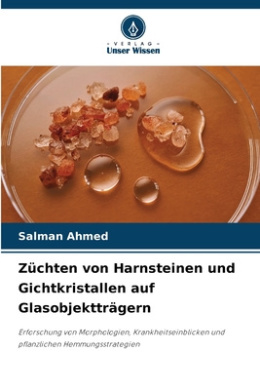 VERLAG
Unser Wissen
Salman Ahmed
Züchten von Harnsteinen und
Gichtkristallen auf
Glasobjektträgern
Erforschung von Morphologien, Krankheitseinblicken und
pflanzlichen Hemmungsstrategien